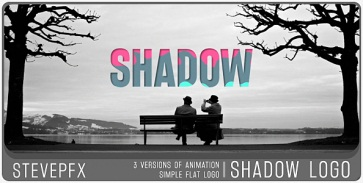 SHADOW
STEVEPFX
3 VERSIONS OF ANIMATION
SIMPLE FLAT LOGO
SHADOW LOGO